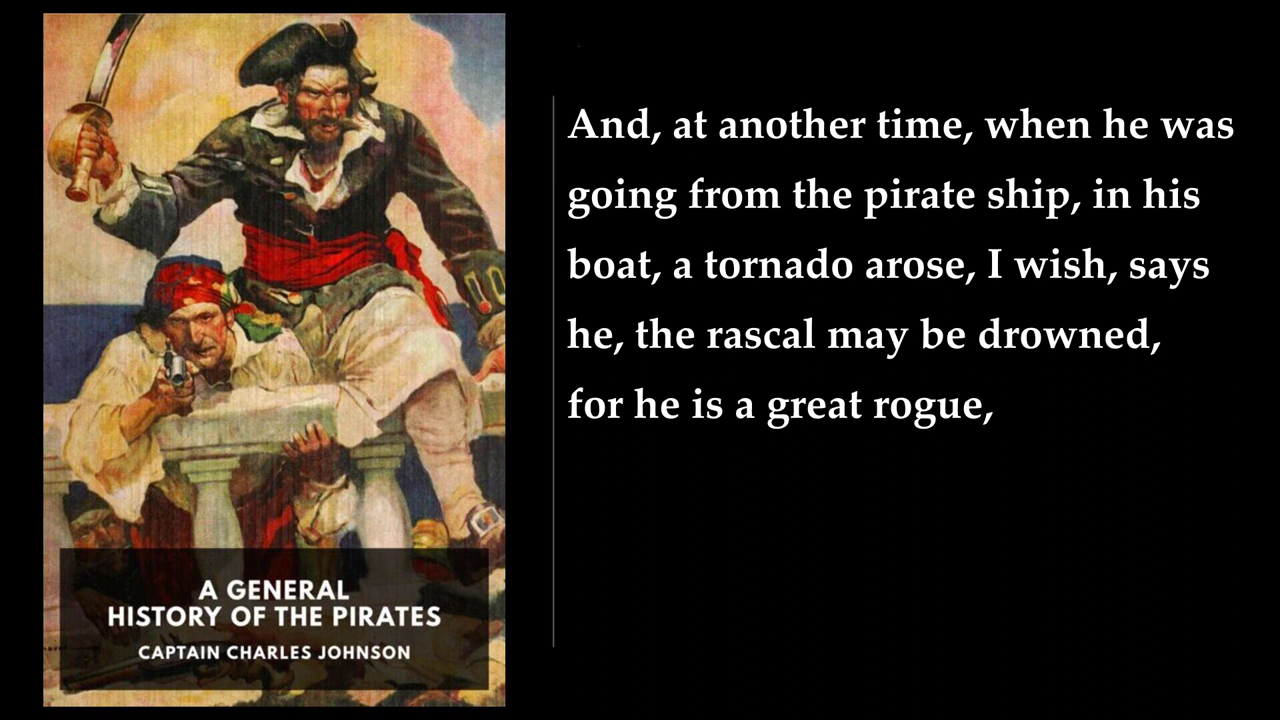 A GENERAL
HISTORY OF THE PIRATES
CAPTAIN CHARLES JOHNSON
And, at another time, when he was
going from the pirate ship, in his
boat, a tornado arose, I wish, says
he, the rascal may be drowned,
for he is a great rogue,